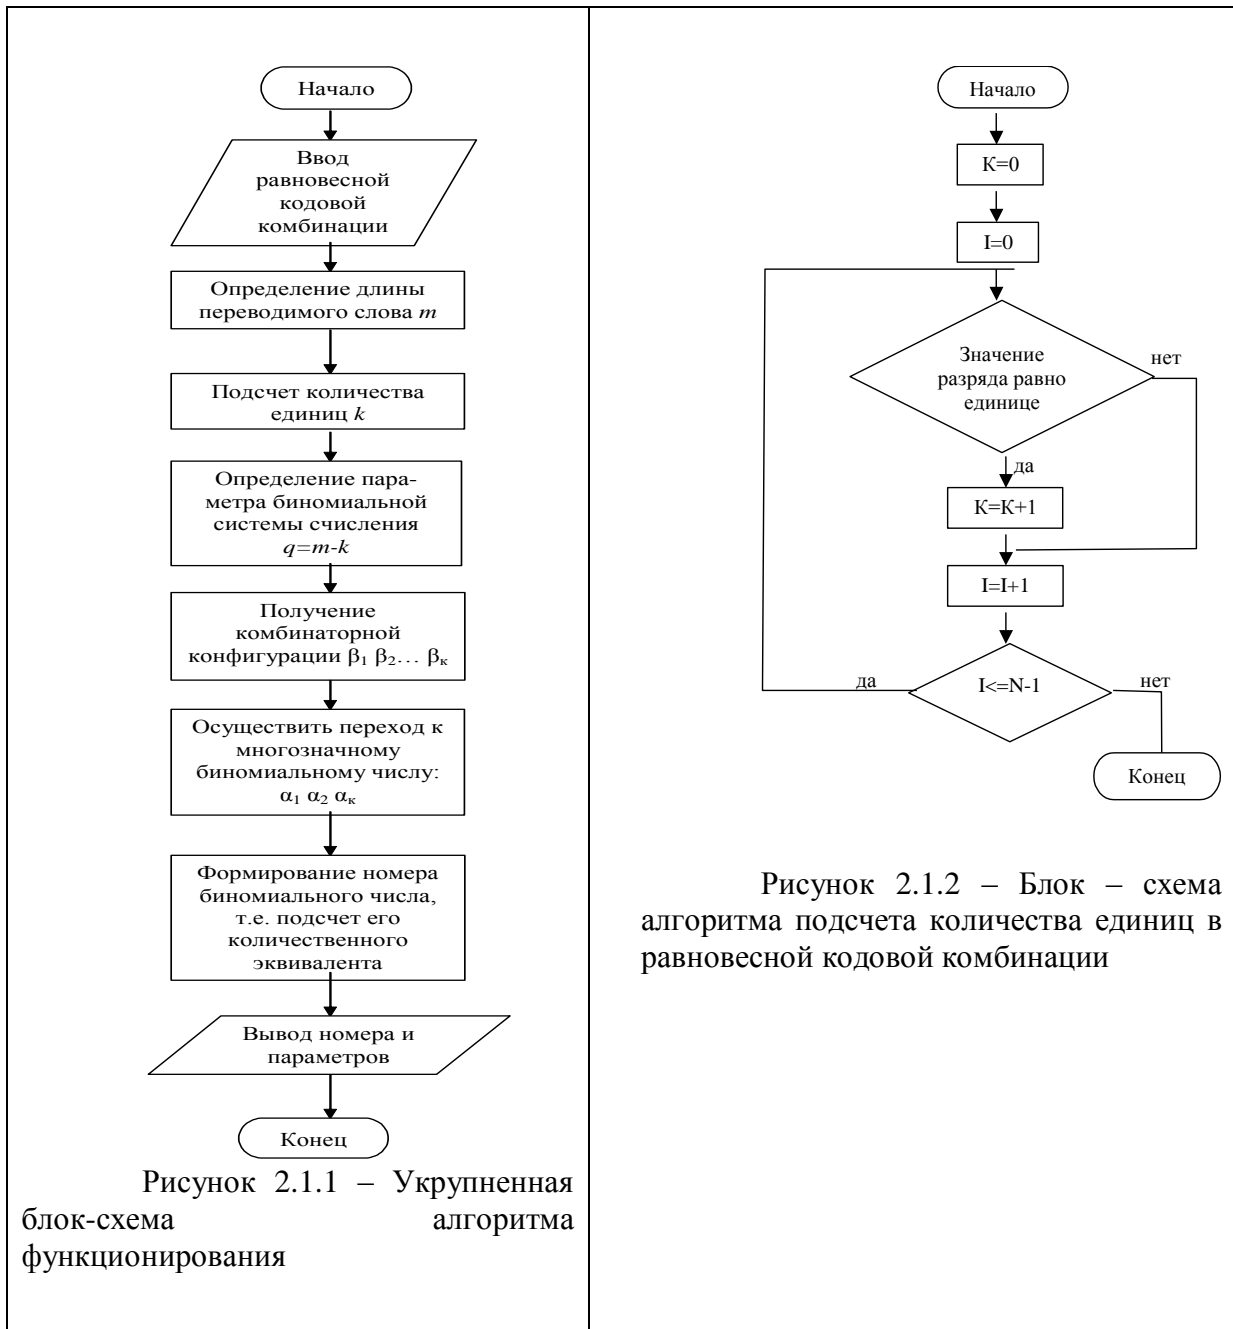 Начало
Ввод
равновесной
кодовой
комбинации
Определение длины
переводимого слова m
Подсчет количества
единиц k
Определение пара-
метра биномиальной
системы счисления
q=m-k
Получение
комбинаторной
конфигурации β₁ β₂… βₖ
Осуществить переход к
многозначному
биномиальному числу:
α₁ α₂ αₖ
Формирование номера
биномиального числа,
т.е. подсчет его
количественного
эквивалента
Вывод номера и
параметров
Конец
Рисунок 2.1.1 – Укрупненная
блок-схема алгоритма
функционирования
Начало
K=0
I=0
Значение
разряда равно
единице
нет
да
K=K+1
I=I+1
I<=N-1
да
нет
Конец
Рисунок 2.1.2 – Блок – схема
алгоритма подсчета количества единиц в
равновесной кодовой комбинации